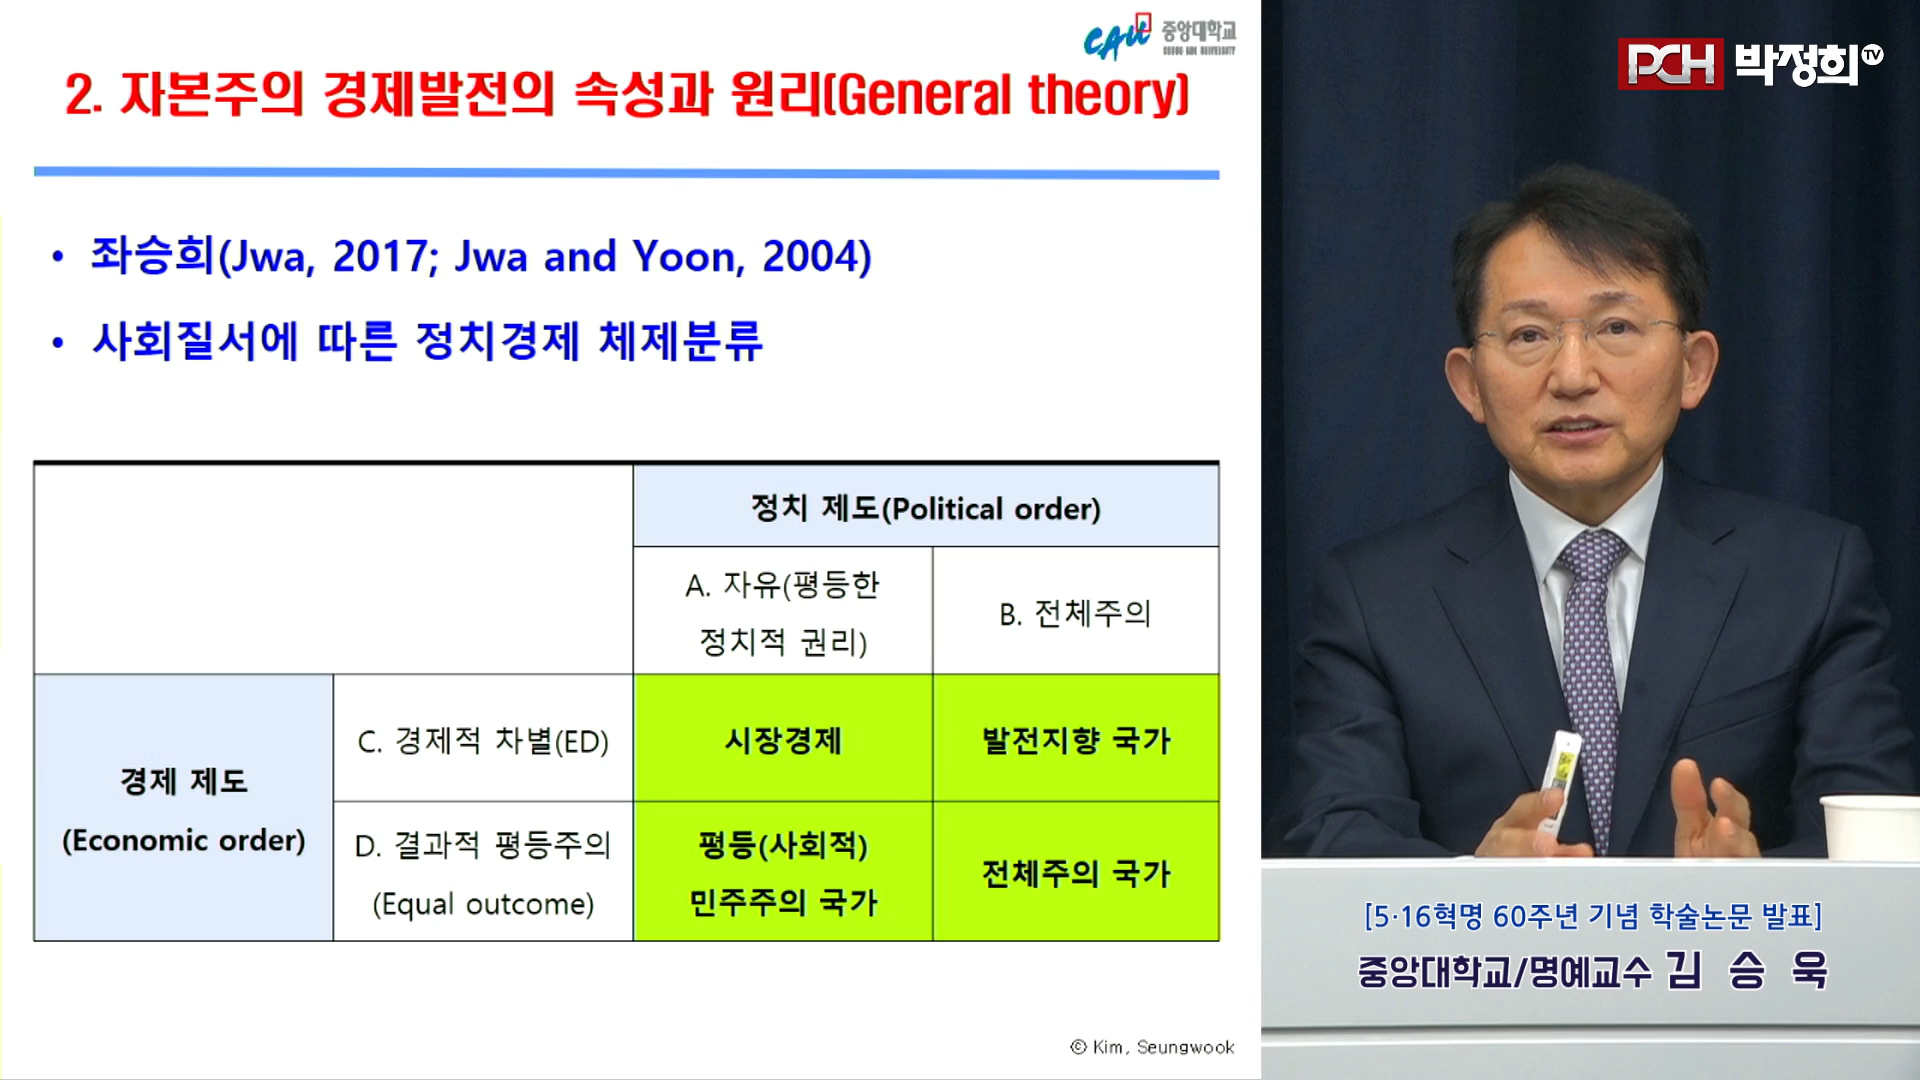 CAU 중앙대학교
CHUNG ANG UNIVERSITY
2. 자본주의 경제발전의 속성과 원리(General theory)
• 좌승희(Jwa, 2017; Jwa and Yoon, 2004)
• 사회질서에 따른 정치경제 체제분류
정치 제도(Political order)
A. 자유(평등한
정치적 권리)
B. 전체주의
경제 제도
(Economic order)
C. 경제적 차별(ED)
시장경제
발전지향 국가
D. 결과적 평등주의
(Equal outcome)
평등(사회적)
민주주의 국가
전체주의 국가
© Kim, Seungwook
PCH 박정희TV
[5·16혁명 60주년 기념 학술논문 발표]
중앙대학교/명예교수 김 승 욱